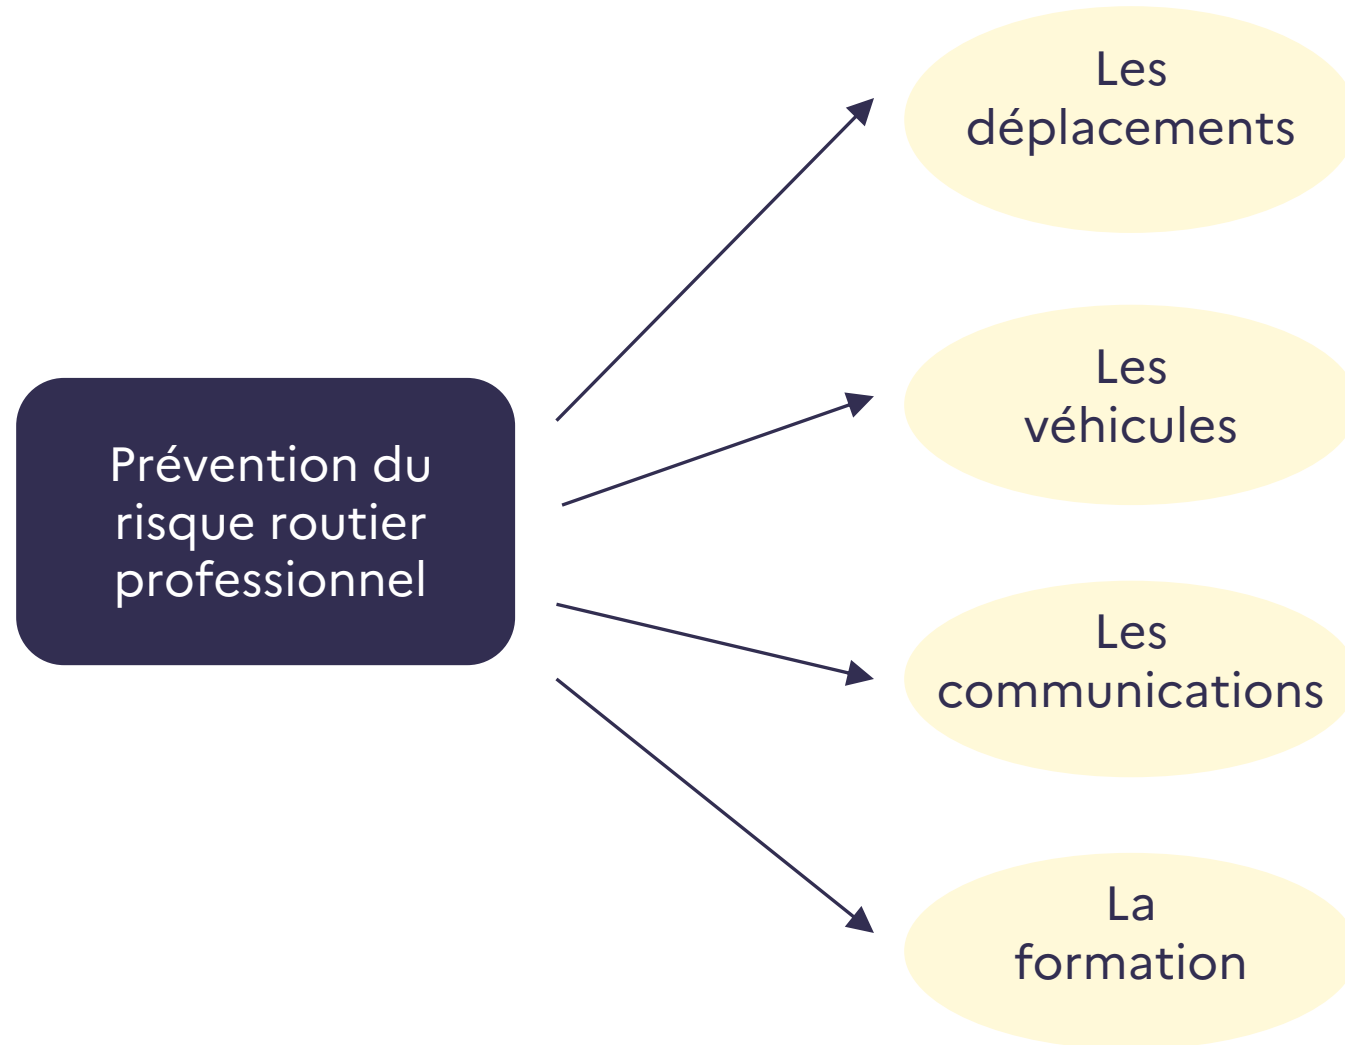 Prévention du
risque routier
professionnel
Les
déplacements
Les
véhicules
Les
communications
La
formation